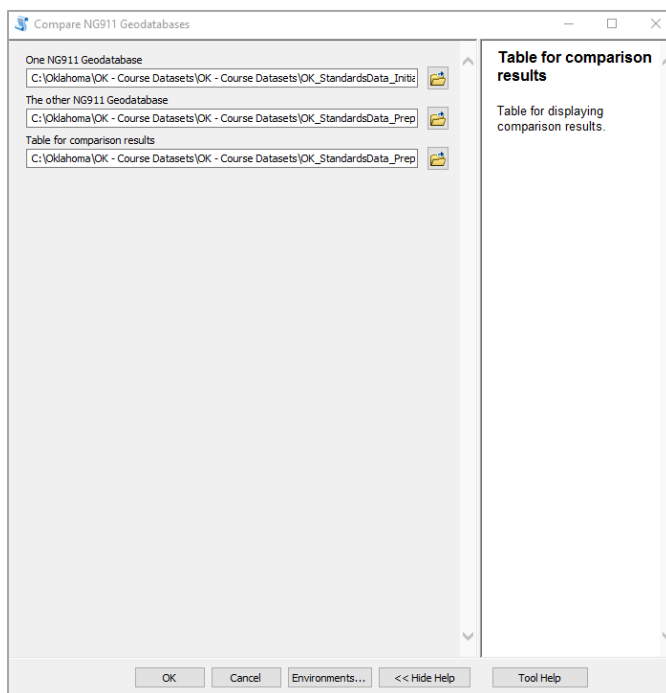 Compare NG911 Geodatabases
One NG911 Geodatabase
C:\Oklahoma\OK - Course Datasets\OK - Course Datasets\OK_StandardsData_Initia
The other NG911 Geodatabase
C:\Oklahoma\OK - Course Datasets\OK - Course Datasets\OK_StandardsData_Prep
Table for comparison results
C:\Oklahoma\OK - Course Datasets\OK - Course Datasets\OK_StandardsData_Prep
Table for comparison
results
Table for displaying
comparison results.
OK
Cancel
Environments...
<< Hide Help
Tool Help